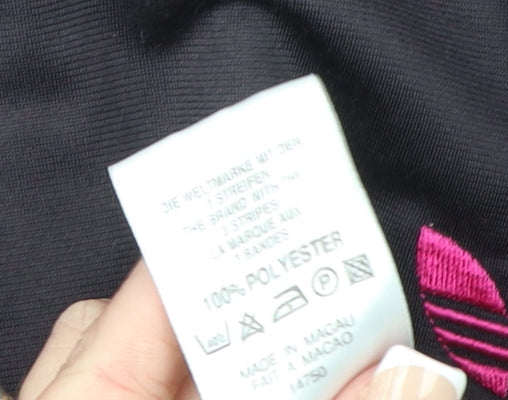 DIE WELTMARKE MIT DEN
3 STREIFEN
THE BRAND WITH THE
3 STRIPES
LA MARQUE AUX
3 BANDES
100% POLYESTER
40°C P
MADE IN MACAU
FAIT A MACAO
14750